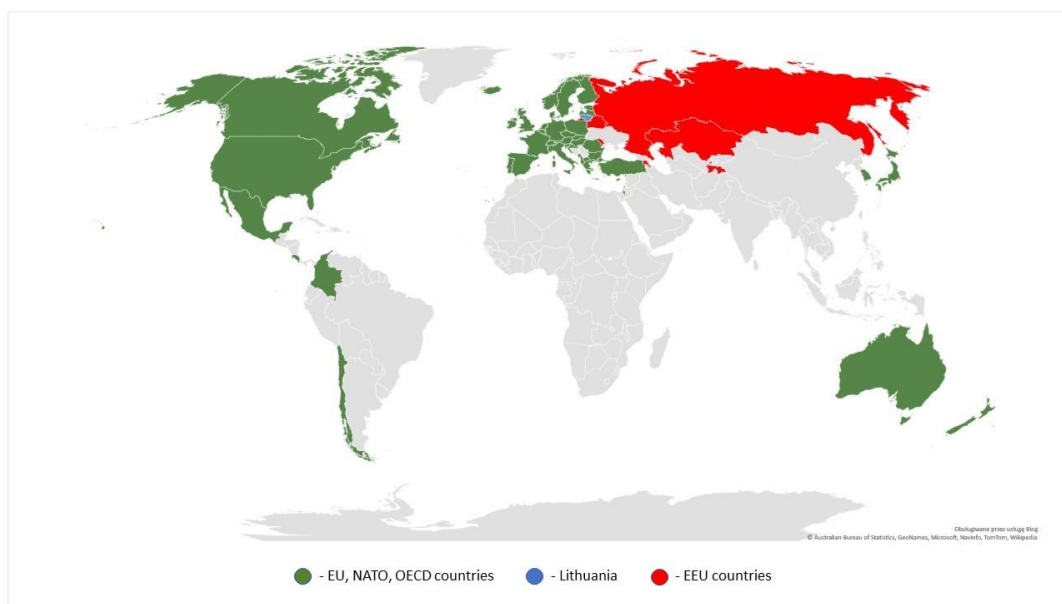 Obsługiwane przez usługę Bing
© Australian Bureau of Statistics, GeoNames, Microsoft, Navinfo, TomTom, Wikipedia
- EU, NATO, OECD countries - Lithuania - EEU countries